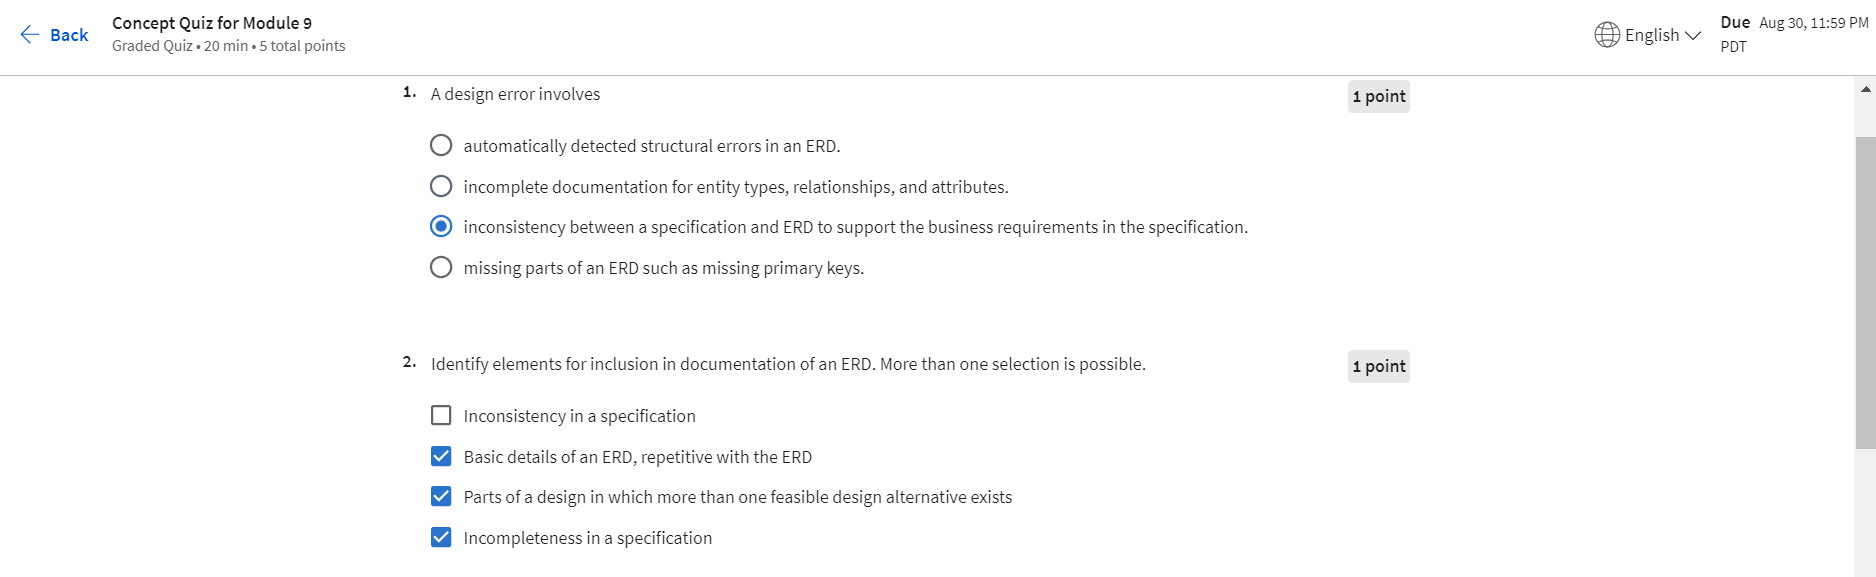 Back
Concept Quiz for Module 9
Graded Quiz • 20 min • 5 total points
English
Due Aug 30, 11:59 PM
PDT
1. A design error involves
1 point
automatically detected structural errors in an ERD.
incomplete documentation for entity types, relationships, and attributes.
inconsistency between a specification and ERD to support the business requirements in the specification.
missing parts of an ERD such as missing primary keys.
2. Identify elements for inclusion in documentation of an ERD. More than one selection is possible.
1 point
Inconsistency in a specification
Basic details of an ERD, repetitive with the ERD
Parts of a design in which more than one feasible design alternative exists
Incompleteness in a specification